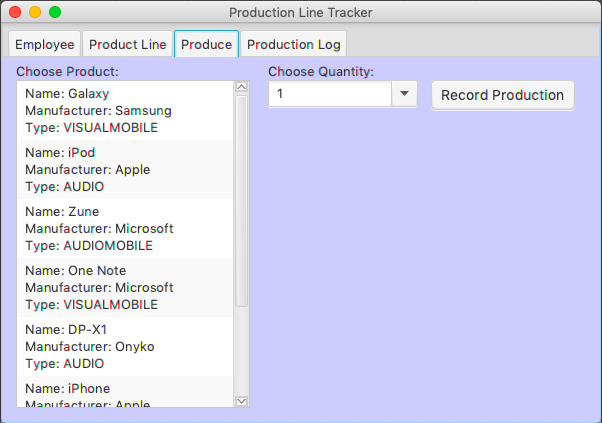 Production Line Tracker
Employee
Product Line
Produce
Production Log
Choose Product:
Name: Galaxy
Manufacturer: Samsung
Type: VISUALMOBILE
Name: iPod
Manufacturer: Apple
Type: AUDIO
Name: Zune
Manufacturer: Microsoft
Type: AUDIOMOBILE
Name: One Note
Manufacturer: Microsoft
Type: VISUALMOBILE
Name: DP-X1
Manufacturer: Onyko
Type: AUDIO
Name: iPhone
Manufacturer: Apple
Choose Quantity:
1
Record Production